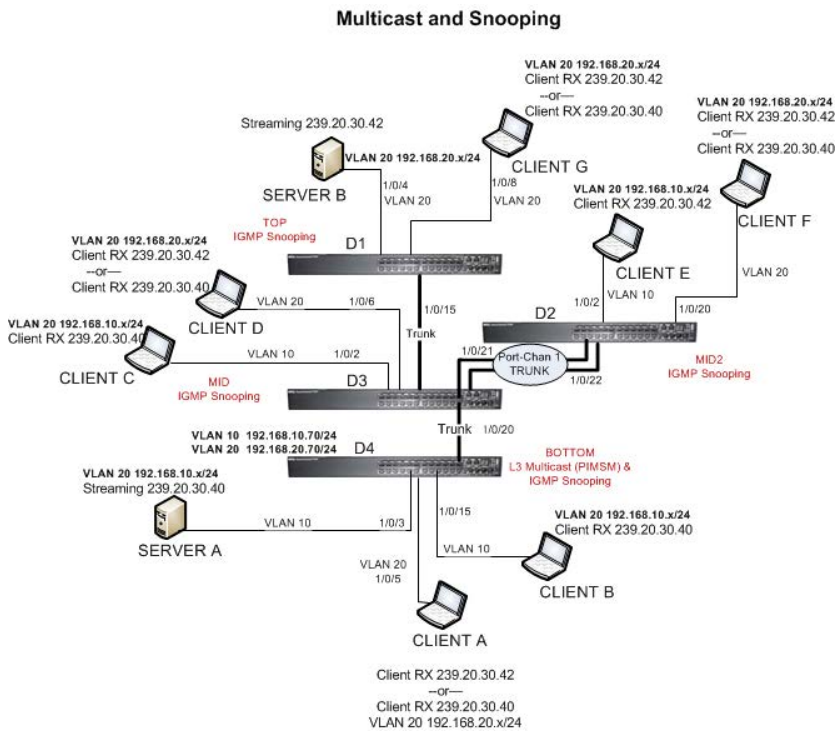 Multicast and Snooping
VLAN 20 192.168.20.x/24
Client RX 239.20.30.42
--or—
Client RX 239.20.30.40
VLAN 20 192.168.20.x/24
Client RX 239.20.30.42
--or—
Client RX 239.20.30.40
Streaming 239.20.30.42
VLAN 20 192.168.20.x/24
SERVER B
CLIENT G
1/0/4
VLAN 20
1/0/8
VLAN 20
VLAN 20 192.168.10.x/24
Client RX 239.20.30.42
CLIENT F
TOP
IGMP Snooping
D1
VLAN 20 192.168.20.x/24
Client RX 239.20.30.42
--or—
Client RX 239.20.30.40
CLIENT E
VLAN 20
CLIENT D
VLAN 20
1/0/6
1/0/15
Trunk
1/0/2
VLAN 10
1/0/20
D2
VLAN 20 192.168.10.x/24
Client RX 239.20.30.40
CLIENT C
VLAN 10
1/0/2
1/0/21
Port-Chan 1
TRUNK
1/0/22
MID2
IGMP Snooping
MID
IGMP Snooping
D3
Trunk
1/0/20
VLAN 10 192.168.10.70/24
VLAN 20 192.168.20.70/24
D4
BOTTOM
L3 Multicast (PIMSM) &
IGMP Snooping
VLAN 20 192.168.10.x/24
Streaming 239.20.30.40
SERVER A
VLAN 10
1/0/3
1/0/15
VLAN 10
VLAN 20 192.168.10.x/24
Client RX 239.20.30.40
CLIENT B
VLAN 20
1/0/5
CLIENT A
Client RX 239.20.30.42
--or—
Client RX 239.20.30.40
VLAN 20 192.168.20.x/24